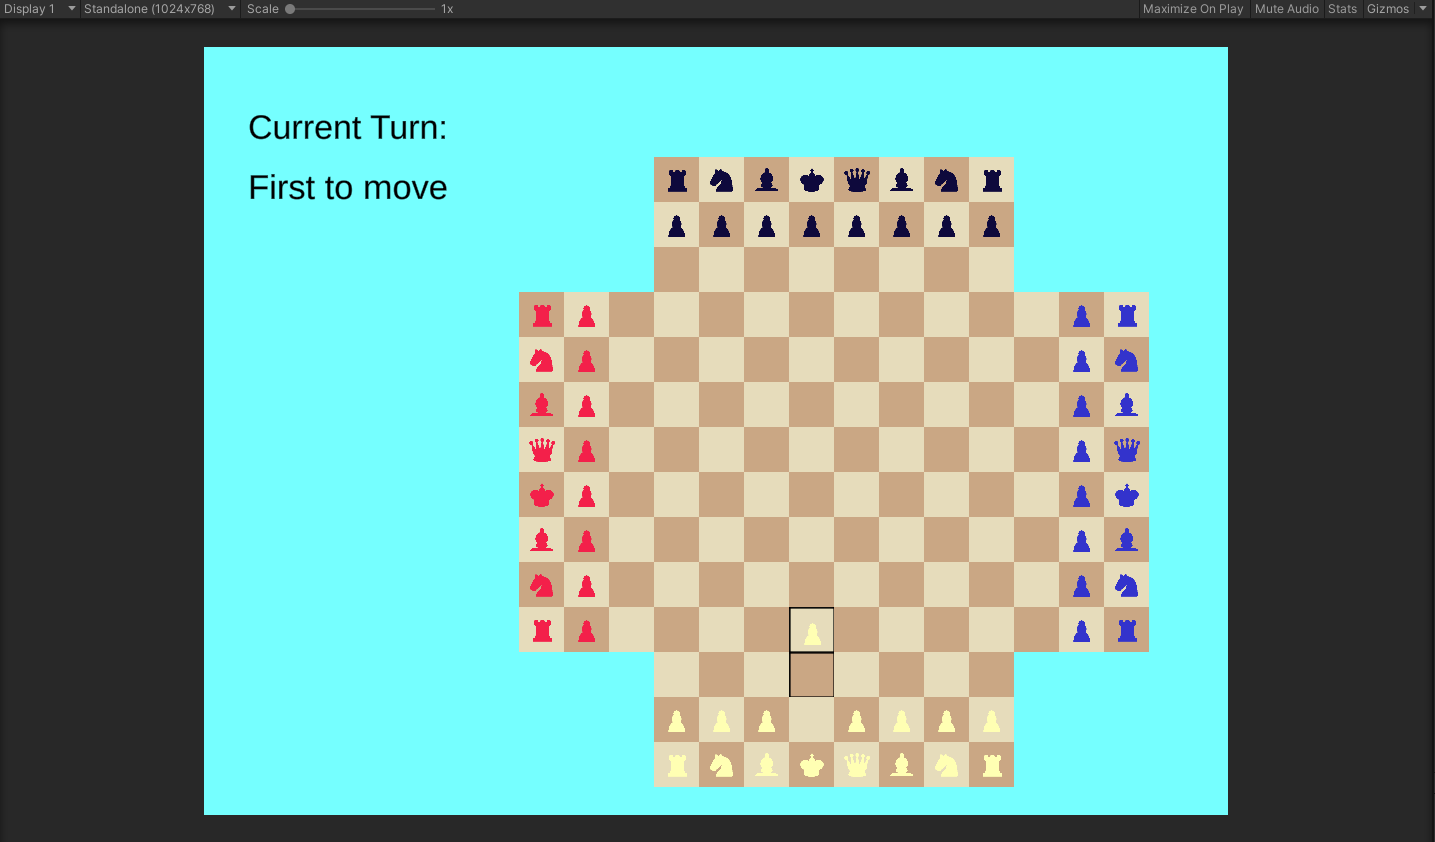 Display 1 Standalone (1024x768) Scale 1x Maximize On Play Mute Audio Stats Gizmos
Current Turn:
First to move